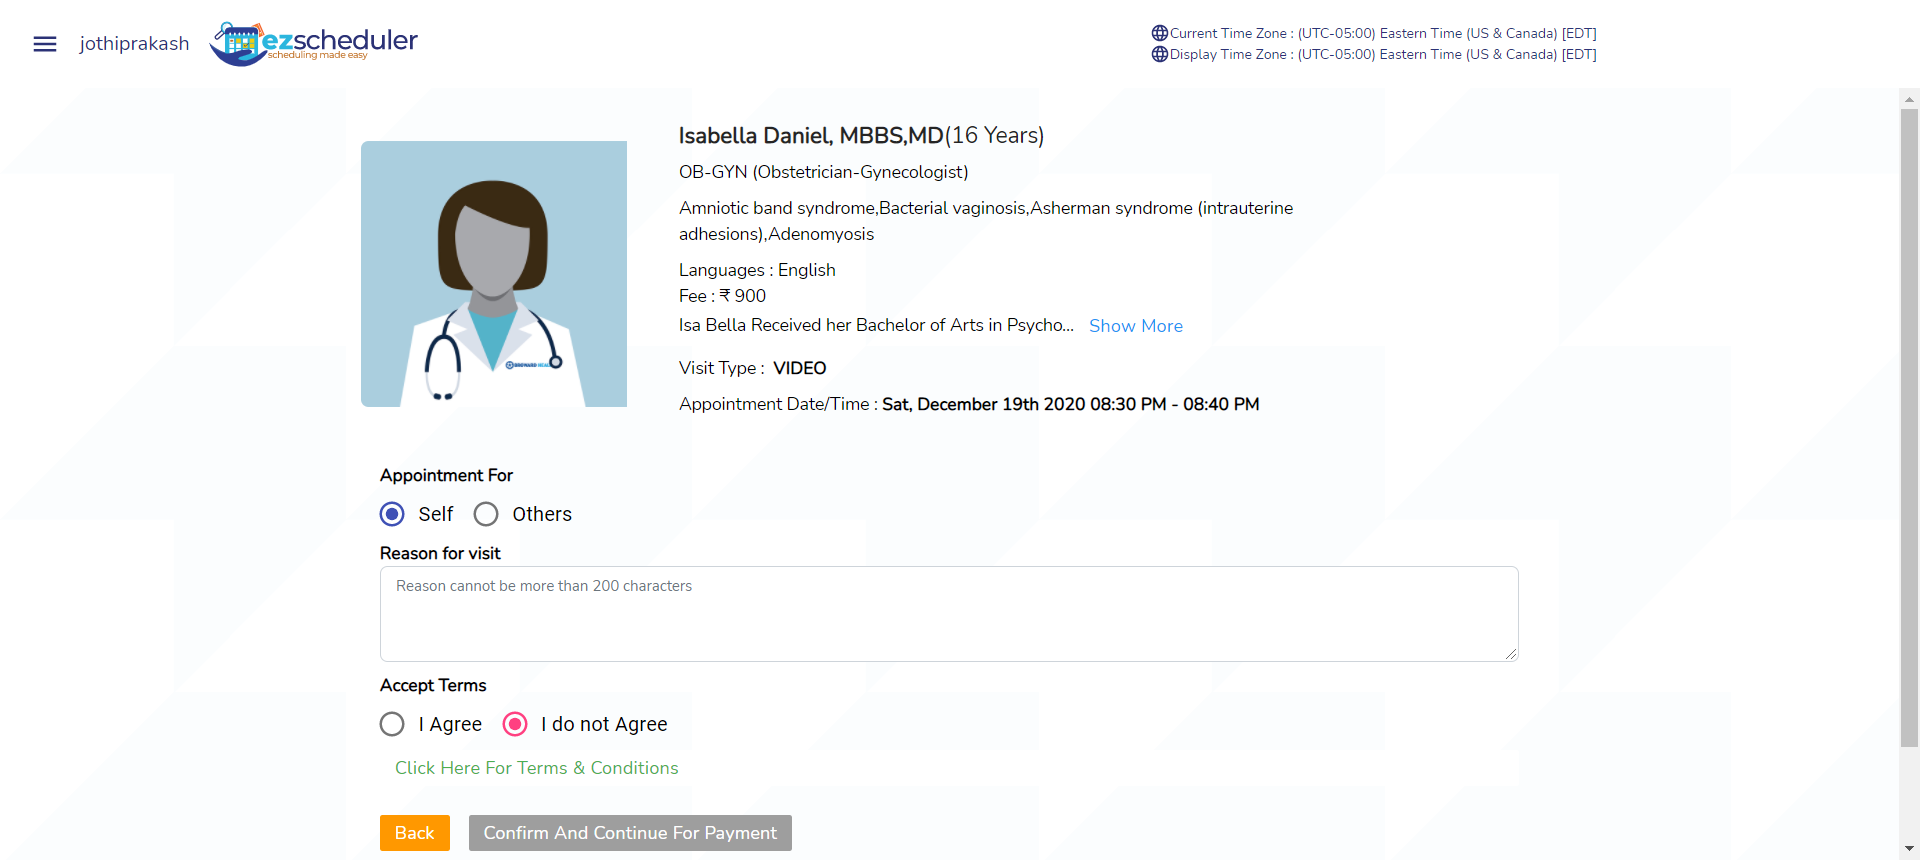 jothiprakash
ezscheduler
scheduling made easy
Current Time Zone : (UTC-05:00) Eastern Time (US & Canada) [EDT]
Display Time Zone : (UTC-05:00) Eastern Time (US & Canada) [EDT]
Isabella Daniel, MBBS,MD(16 Years)
OB-GYN (Obstetrician-Gynecologist)
Amniotic band syndrome,Bacterial vaginosis,Asherman syndrome (intrauterine
adhesions),Adenomyosis
Languages : English
Fee : ₹ 900
Isa Bella Received her Bachelor of Arts in Psycho... Show More
Visit Type : VIDEO
Appointment Date/Time : Sat, December 19th 2020 08:30 PM - 08:40 PM
BROWARD HEALTH
Appointment For
Self Others
Reason for visit
Reason cannot be more than 200 characters
Accept Terms
I Agree I do not Agree
Click Here For Terms & Conditions
Back Confirm And Continue For Payment